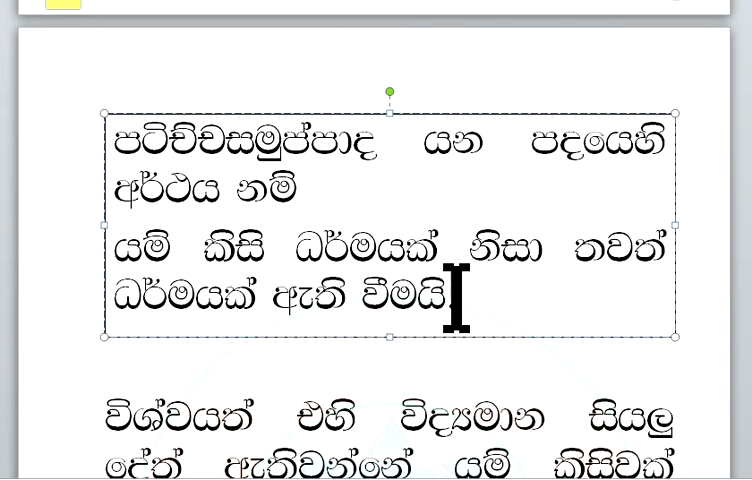 පටිච්චසමුප්පාද යන පදයෙහි
අර්ථය නම්
යම් කිසි ධර්මයක් නිසා තවත්
ධර්මයක් ඇති වීමයි.
විශ්වයත් එහි විද්‍යමාන සියලු
දේත් ඇතිවන්නේ යම් කිසිවක්